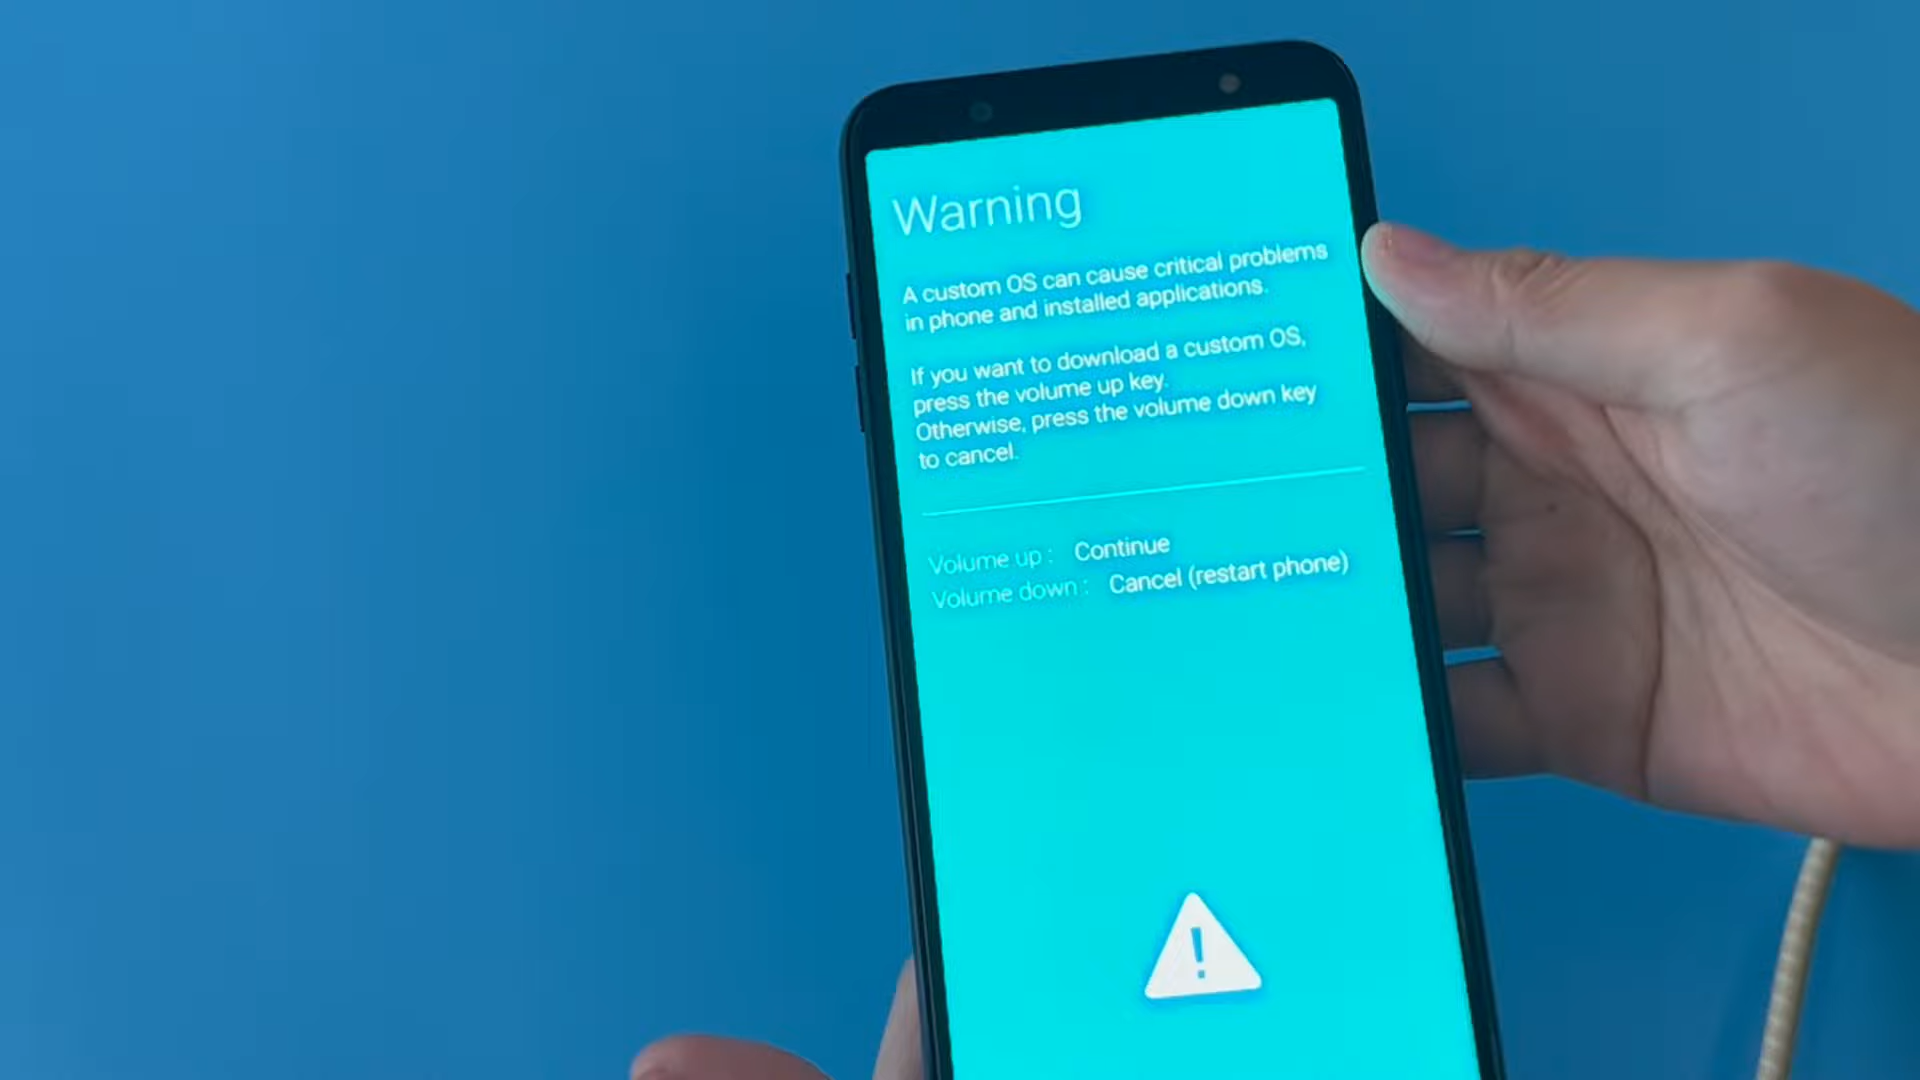 Warning
A custom OS can cause critical problems
in phone and installed applications.
If you want to download a custom OS,
press the volume up key.
Otherwise, press the volume down key
to cancel.
Volume up : Continue
Volume down : Cancel (restart phone)
!